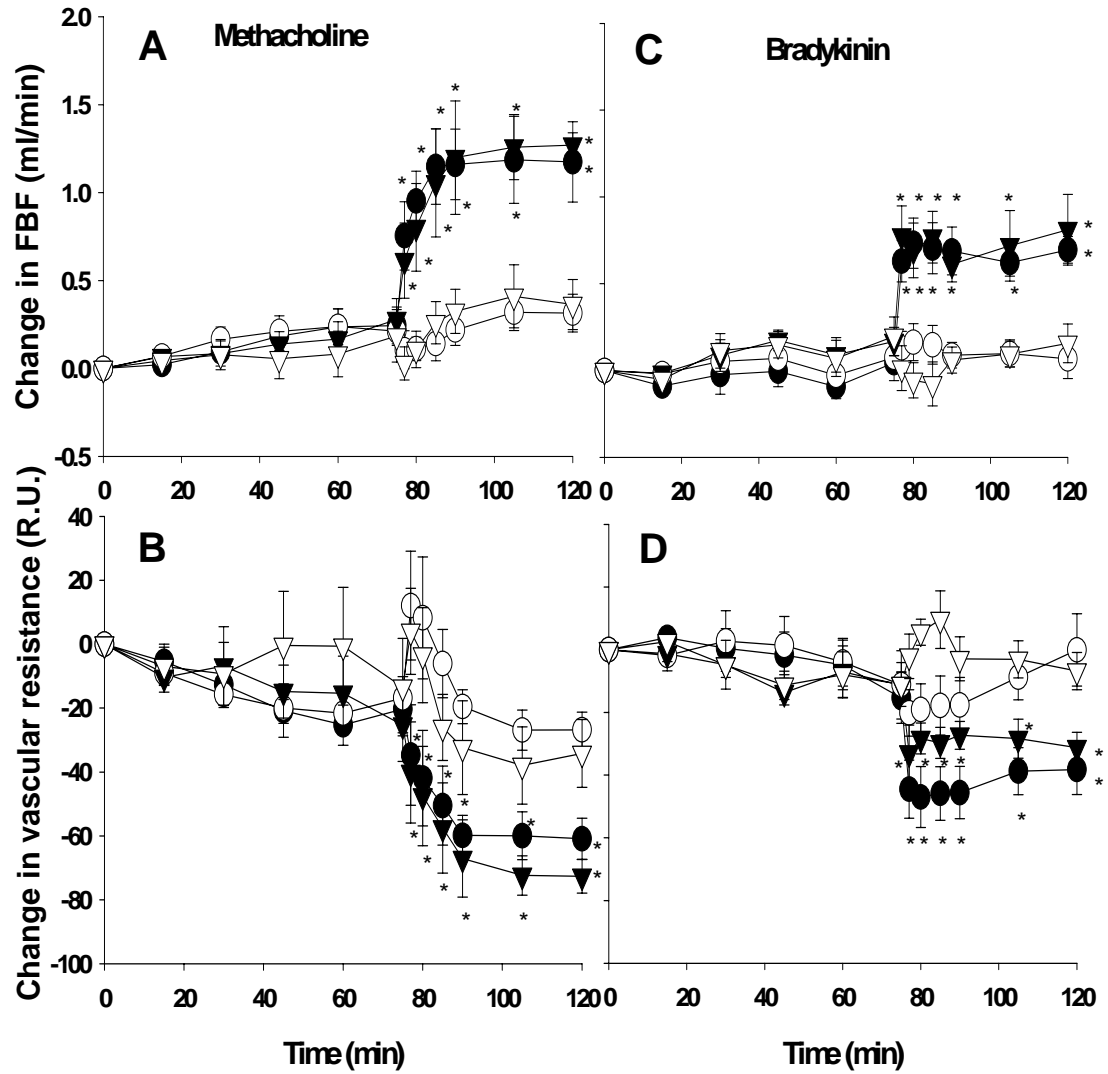 A Methacholine
C Bradykinin
Change in FBF (ml/min)
2.0
1.5
1.0
0.5
0.0
-0.5
0 20 40 60 80 100 120
0 20 40 60 80 100 120
B
D
Change in vascular resistance (R.U.)
40
20
0
-20
-40
-60
-80
-100
0 20 40 60 80 100 120
0 20 40 60 80 100 120
Time (min)
Time (min)